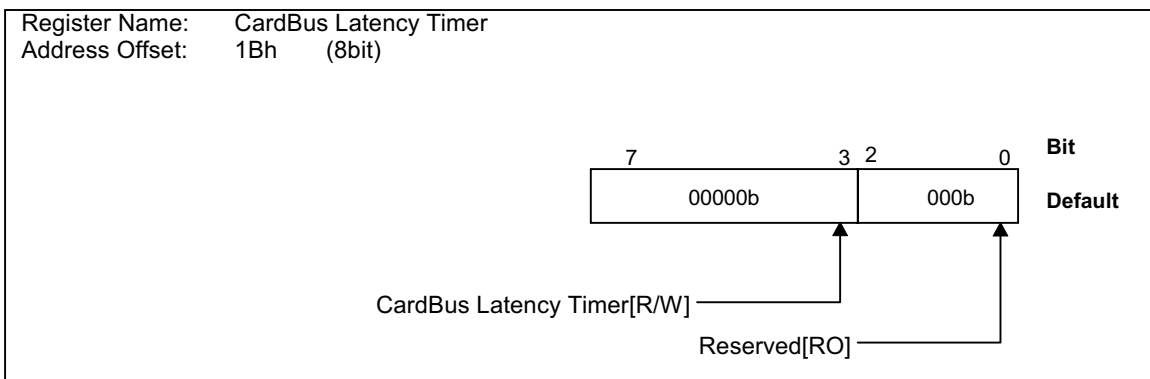 Register Name: CardBus Latency Timer
Address Offset: 1Bh (8bit)
7 3 2 0 Bit
00000b 000b Default
CardBus Latency Timer[R/W]
Reserved[RO]